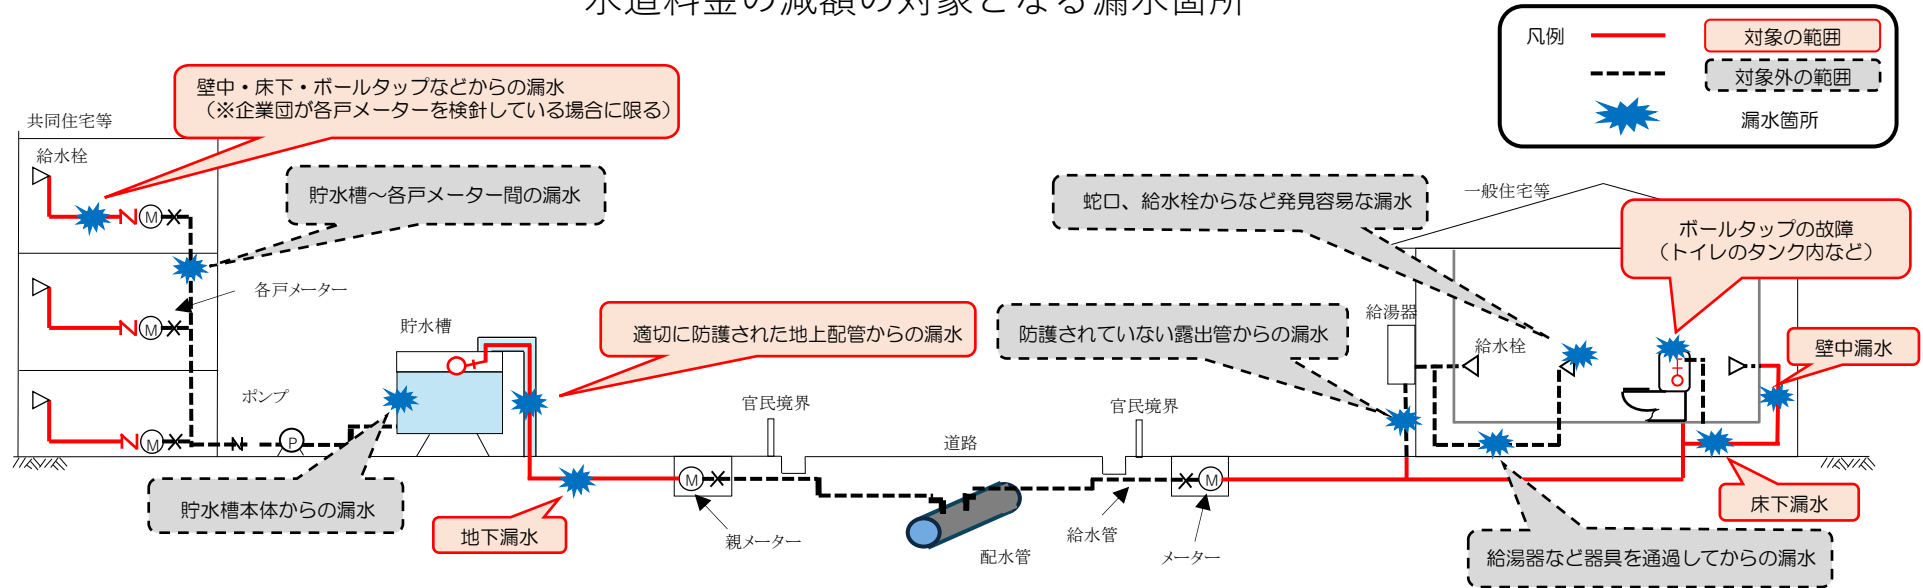 水道料金の減額の対象となる漏水箇所
凡例
対象の範囲
対象外の範囲
漏水箇所
壁中・床下・ボールタップなどからの漏水
（※企業団が各戸メーターを検針している場合に限る）
共同住宅等
給水栓
M
貯水槽～各戸メーター間の漏水
各戸メーター
M
M
貯水槽
ポンプ
P
適切に防護された地上配管からの漏水
貯水槽本体からの漏水
地下漏水
官民境界
M
親メーター
道路
配水管
官民境界
給水管
M
メーター
蛇口、給水栓からなど発見容易な漏水
防護されていない露出管からの漏水
一般住宅等
給湯器
給水栓
ボールタップの故障
（トイレのタンク内など）
壁中漏水
床下漏水
給湯器など器具を通過してからの漏水